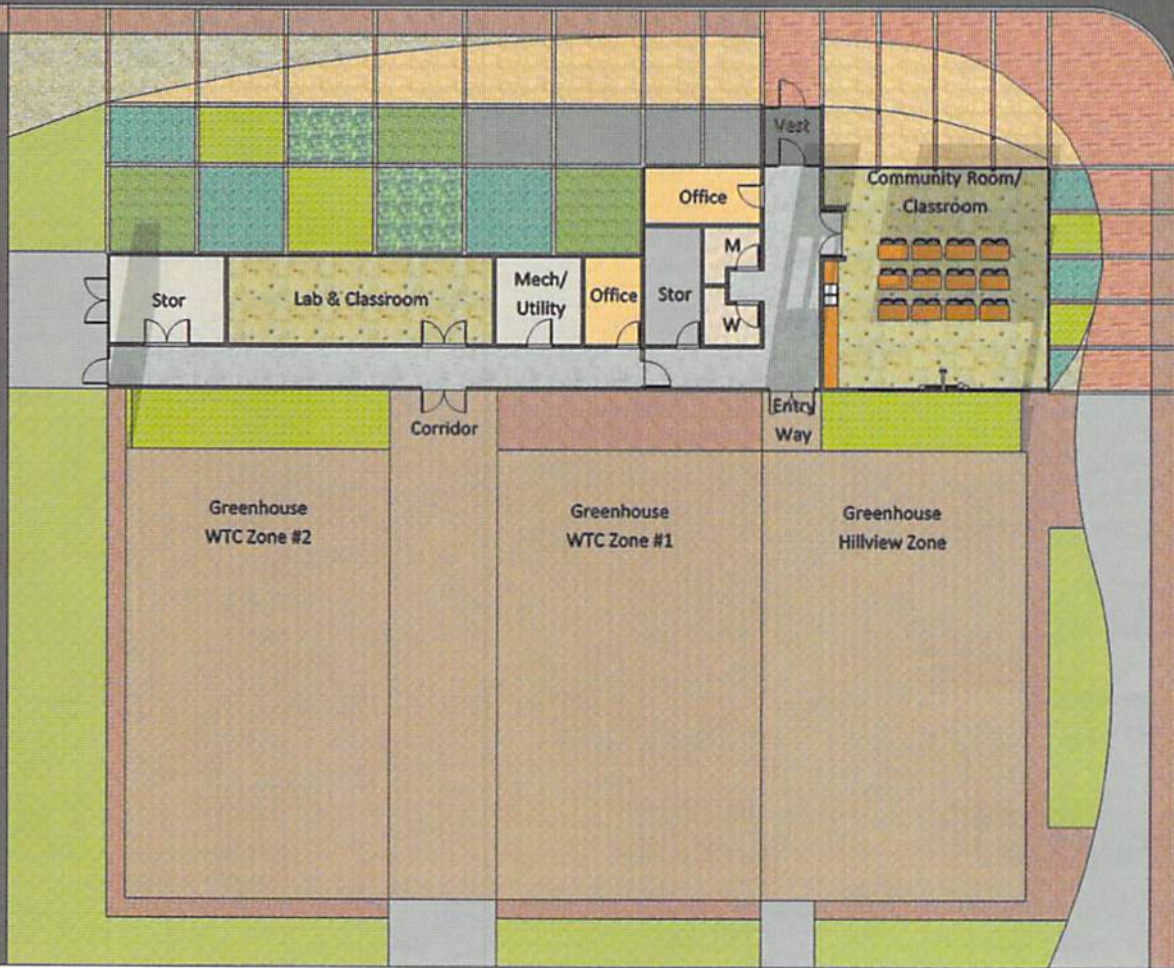 Vest
Community Room/
Classroom
Office
M
W
Stor
Lab & Classroom
Mech/
Utility
Office
Stor
Corridor
Entry
Way
Greenhouse
WTC Zone #2
Greenhouse
WTC Zone #1
Greenhouse
Hillview Zone